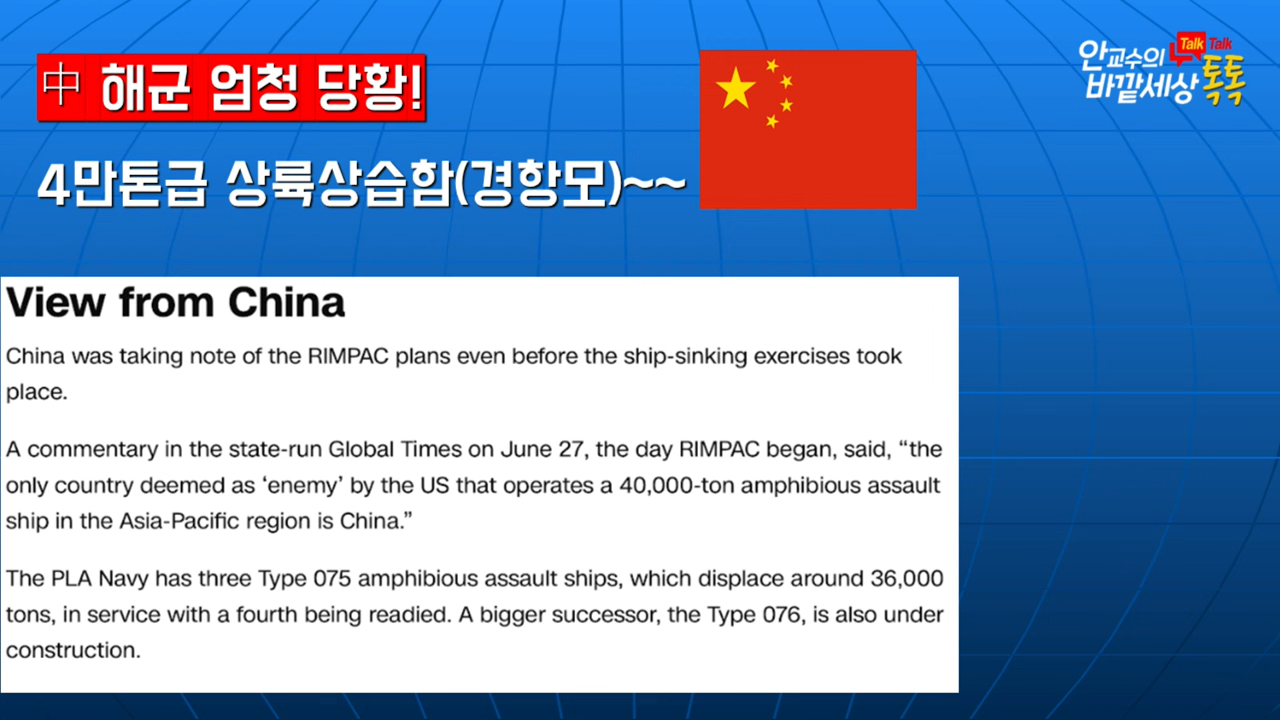 中 해군 엄청 당황!
4만톤급 상륙상습함(경항모)~~
안교수의 Talk Talk
바깥세상 톡톡
View from China
China was taking note of the RIMPAC plans even before the ship-sinking exercises took
place.
A commentary in the state-run Global Times on June 27, the day RIMPAC began, said, “the
only country deemed as ‘enemy’ by the US that operates a 40,000-ton amphibious assault
ship in the Asia-Pacific region is China.”
The PLA Navy has three Type 075 amphibious assault ships, which displace around 36,000
tons, in service with a fourth being readied. A bigger successor, the Type 076, is also under
construction.